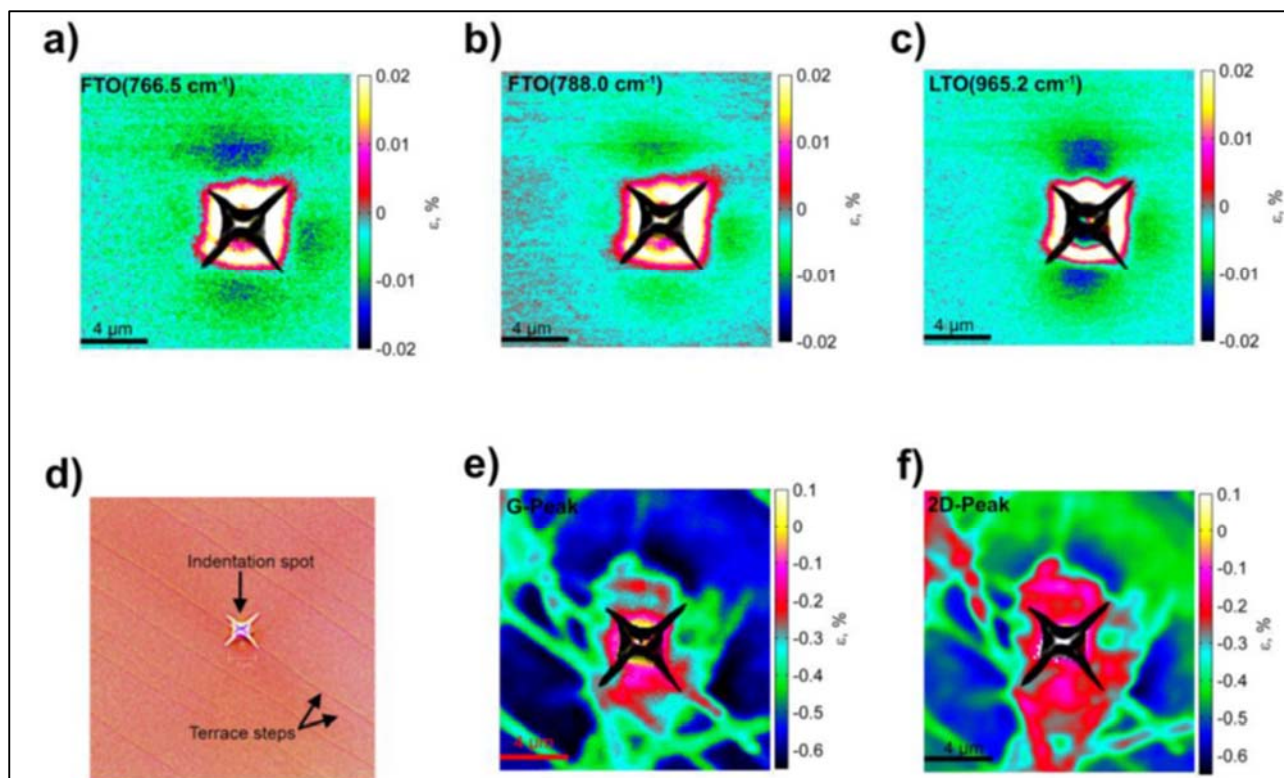 a)
FTO(766.5 cm⁻¹)
4 µm
0.02
0.01
0
-0.01
-0.02
ε, %
b)
FTO(788.0 cm⁻¹)
4 µm
0.02
0.01
0
-0.01
-0.02
ε, %
c)
LTO(965.2 cm⁻¹)
4 µm
0.02
0.01
0
-0.01
-0.02
ε, %
d)
Indentation spot
Terrace steps
e)
G-Peak
4 µm
0.1
0
-0.1
-0.2
-0.3
-0.4
-0.5
-0.6
ε, %
f)
2D-Peak
4 µm
0.1
0
-0.1
-0.2
-0.3
-0.4
-0.5
-0.6
ε, %